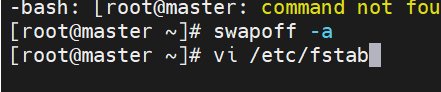 -bash: [root@master: command not fou
[root@master ~]# swapoff -a
[root@master ~]# vi /etc/fstab